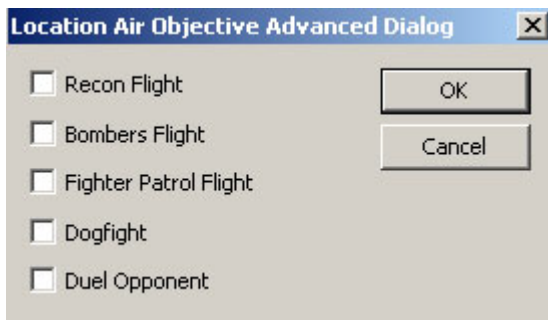 Location Air Objective Advanced Dialog
Recon Flight
OK
Bombers Flight
Cancel
Fighter Patrol Flight
Dogfight
Duel Opponent